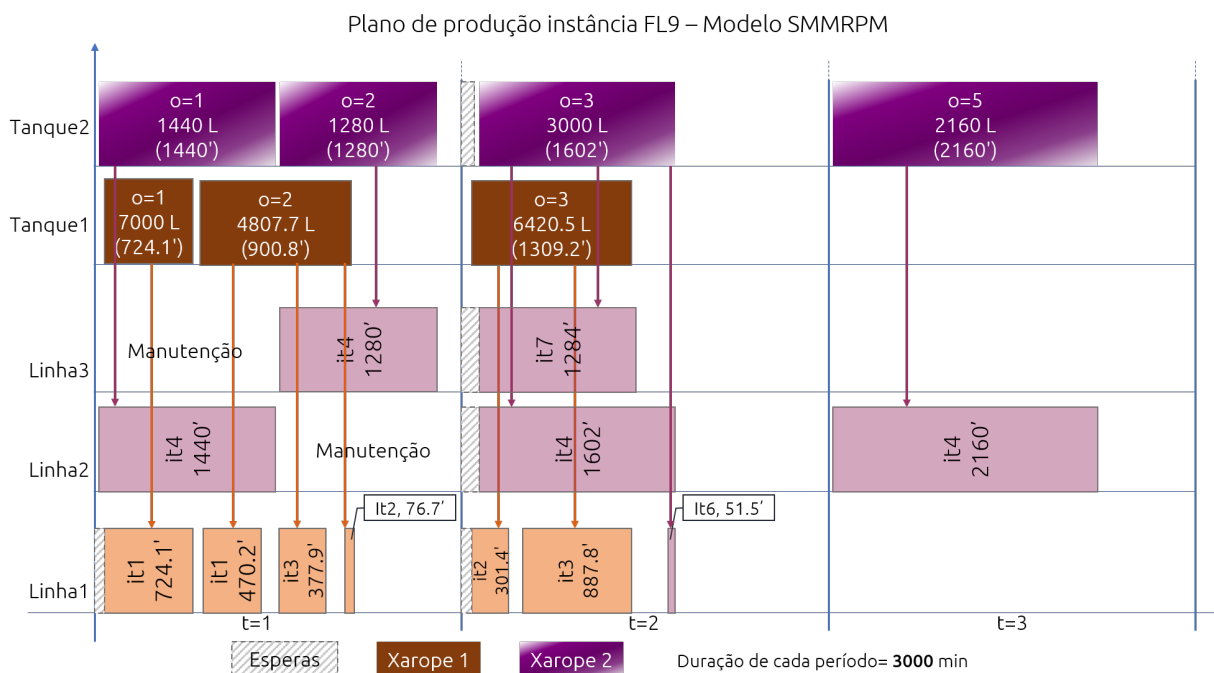 Plano de produção instância FL9 – Modelo SMMRPM
Tanque2
o=1
1440 L
(1440')
o=2
1280 L
(1280')
o=3
3000 L
(1602')
o=5
2160 L
(2160')
Tanque1
o=1
7000 L
(724.1')
o=2
4807.7 L
(900.8')
o=3
6420.5 L
(1309.2')
Linha3
Manutenção
it4
1280’
it7
1284’
Linha2
it4
1440’
Manutenção
it4
1602’
it4
2160’
It2, 76.7’
It6, 51.5’
Linha1
it1
724.1'
it1
470.2'
it3
377.9'
it2
301.4'
it3
887.8'
t=1
t=2
t=3
Esperas
Xarope 1
Xarope 2
Duração de cada período= 3000 min